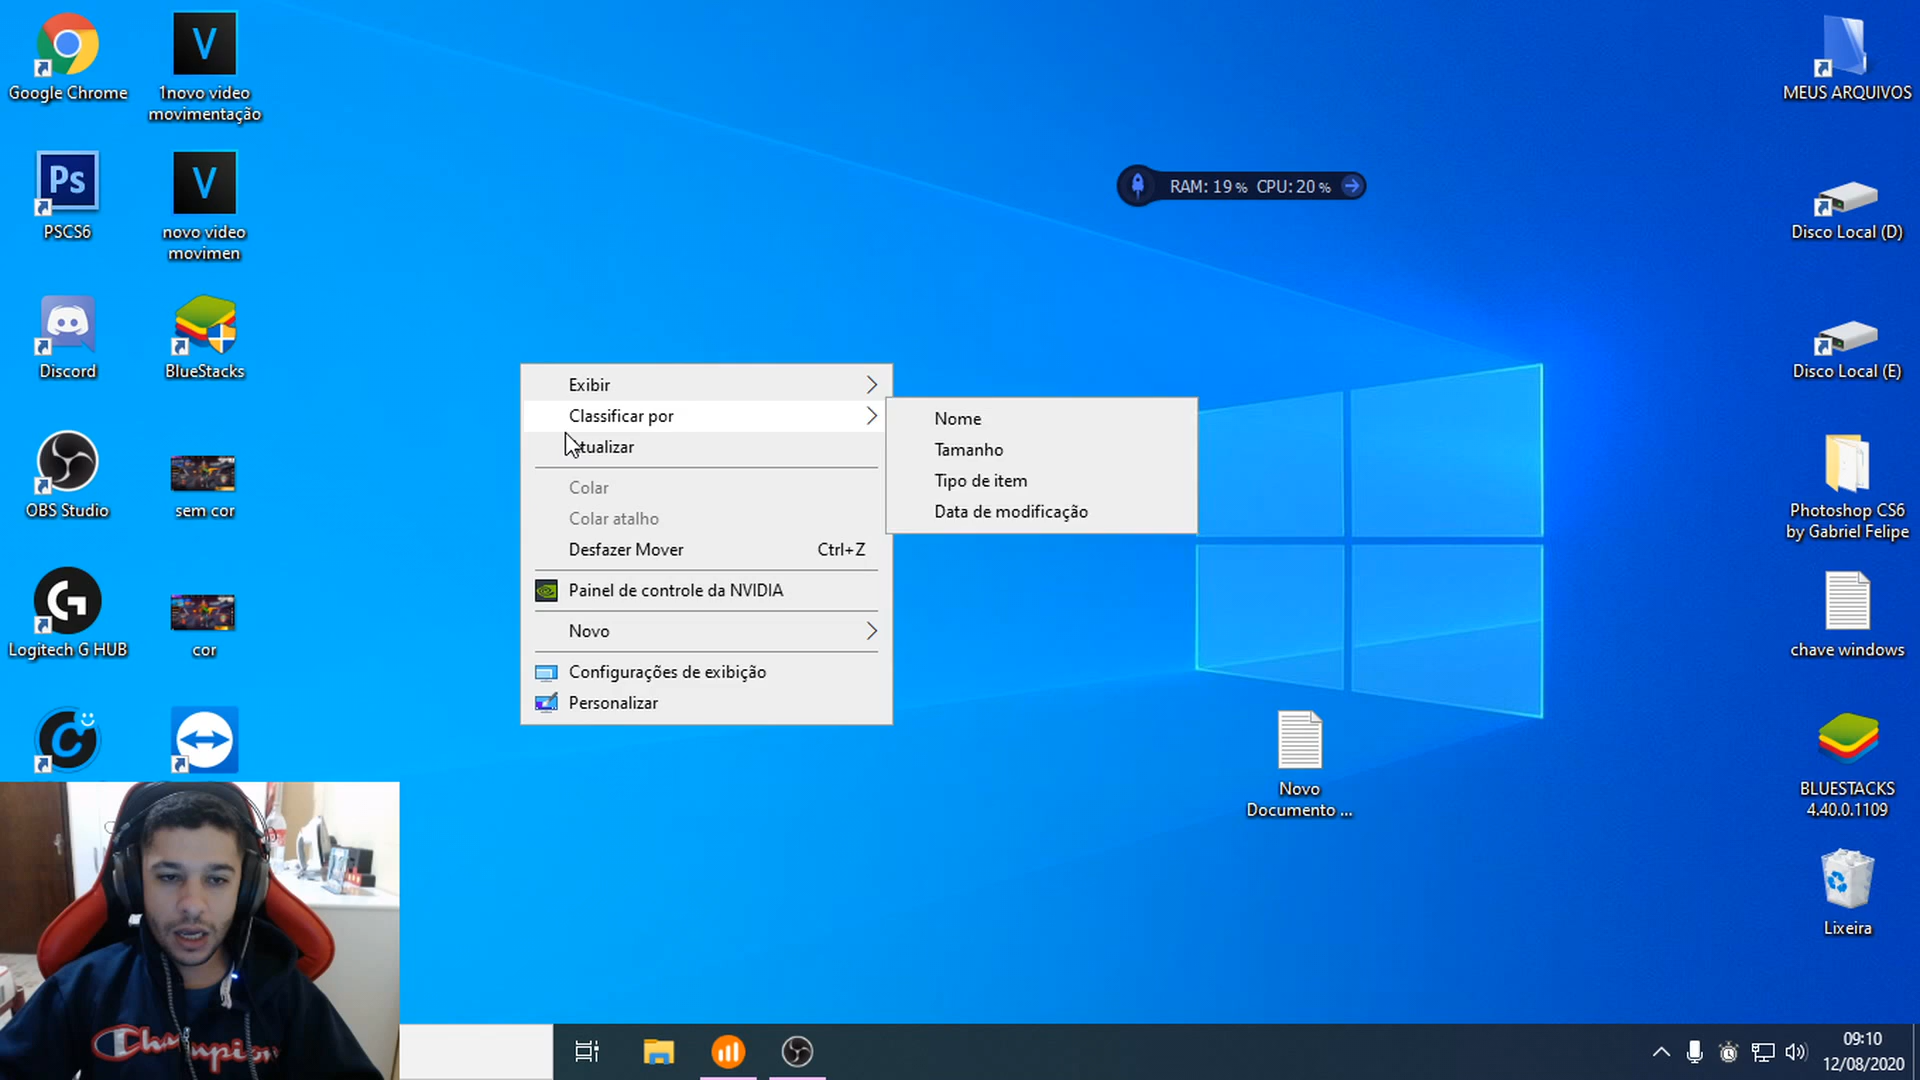 Google Chrome
1novo video
movimentação
Ps
PSCS6
V
V
novo video
movimen
Discord
BlueStacks
OBS Studio
sem cor
Logitech G HUB
cor
RAM: 19 % CPU: 20 %
Exibir
Classificar por
tualizar
Colar
Colar atalho
Desfazer Mover Ctrl+Z
Painel de controle da NVIDIA
Novo
Configurações de exibição
Personalizar
Nome
Tamanho
Tipo de item
Data de modificação
Novo
Documento ...
MEUS ARQUIVOS
Disco Local (D)
Disco Local (E)
Photoshop CS6
by Gabriel Felipe
chave windows
BLUESTACKS
4.40.0.1109
Lixeira
Champion
09:10
12/08/2020